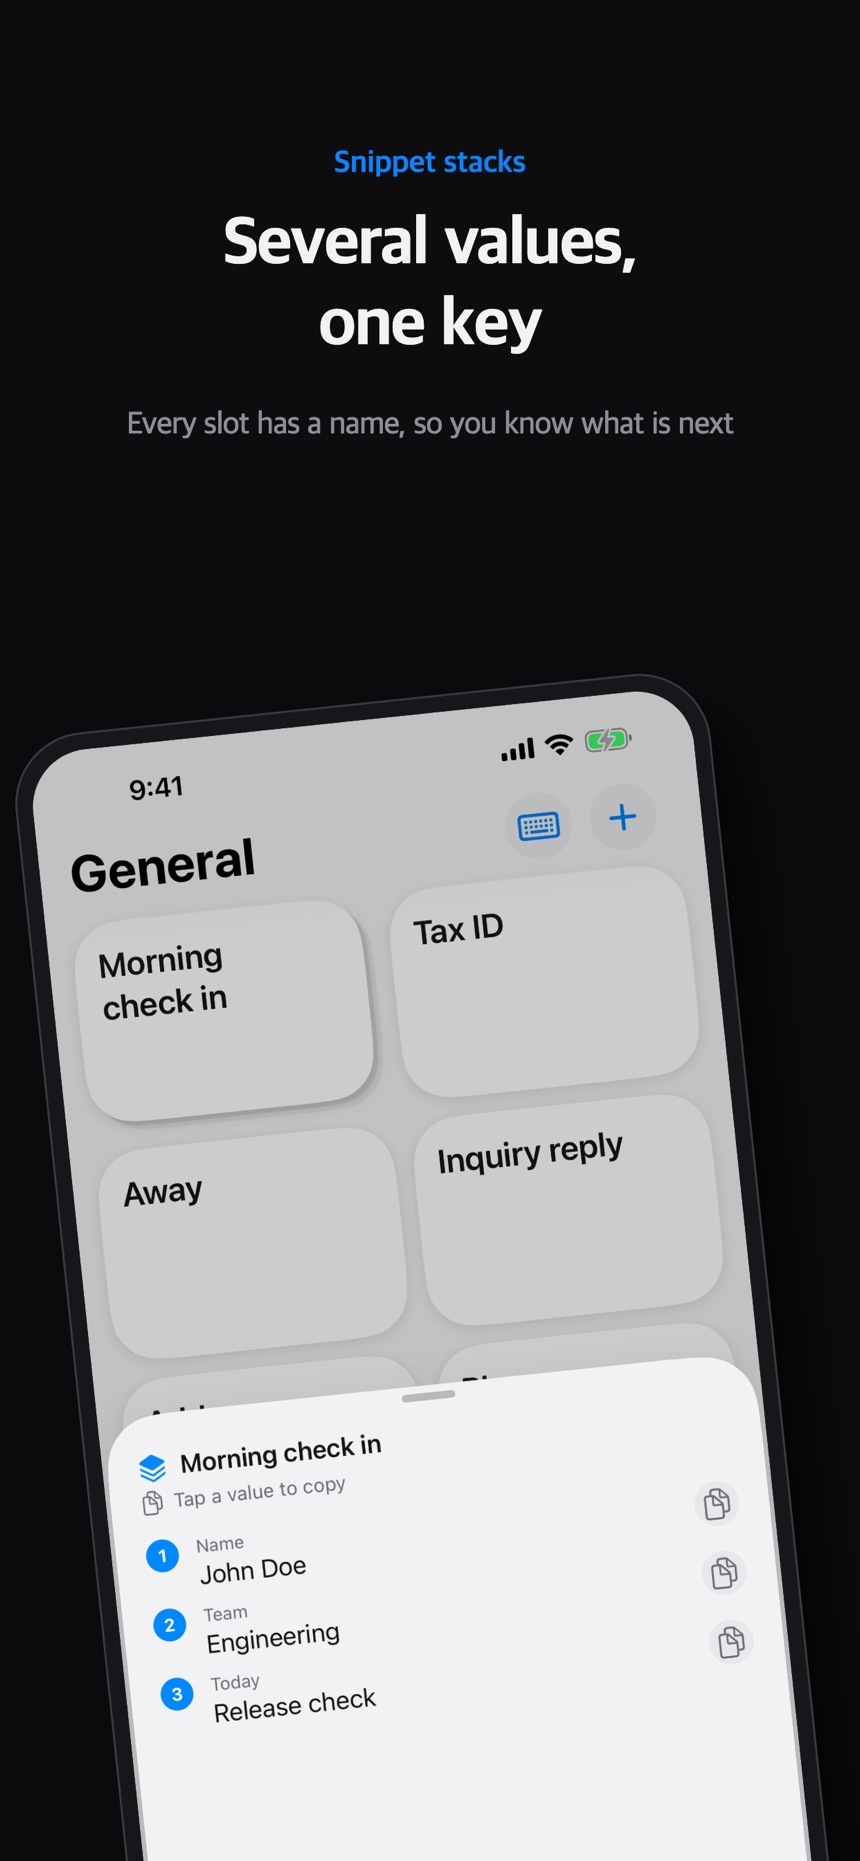 Snippet stacks
Several values,
one key
Every slot has a name, so you know what is next
9:41
General
Morning
check in
Tax ID
Away
Inquiry reply
Morning check in
Tap a value to copy
1
Name
John Doe
2
Team
Engineering
3
Today
Release check